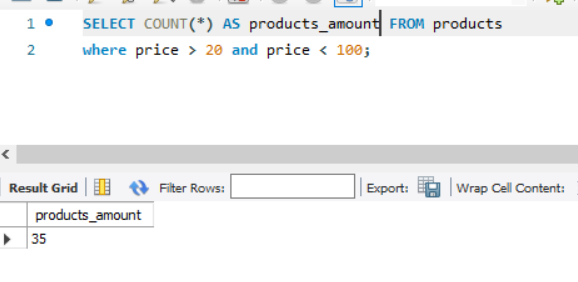 1 SELECT COUNT(*) AS products_amount FROM products
2 where price > 20 and price < 100;
Result Grid Filter Rows: Export: Wrap Cell Content:
products_amount
35